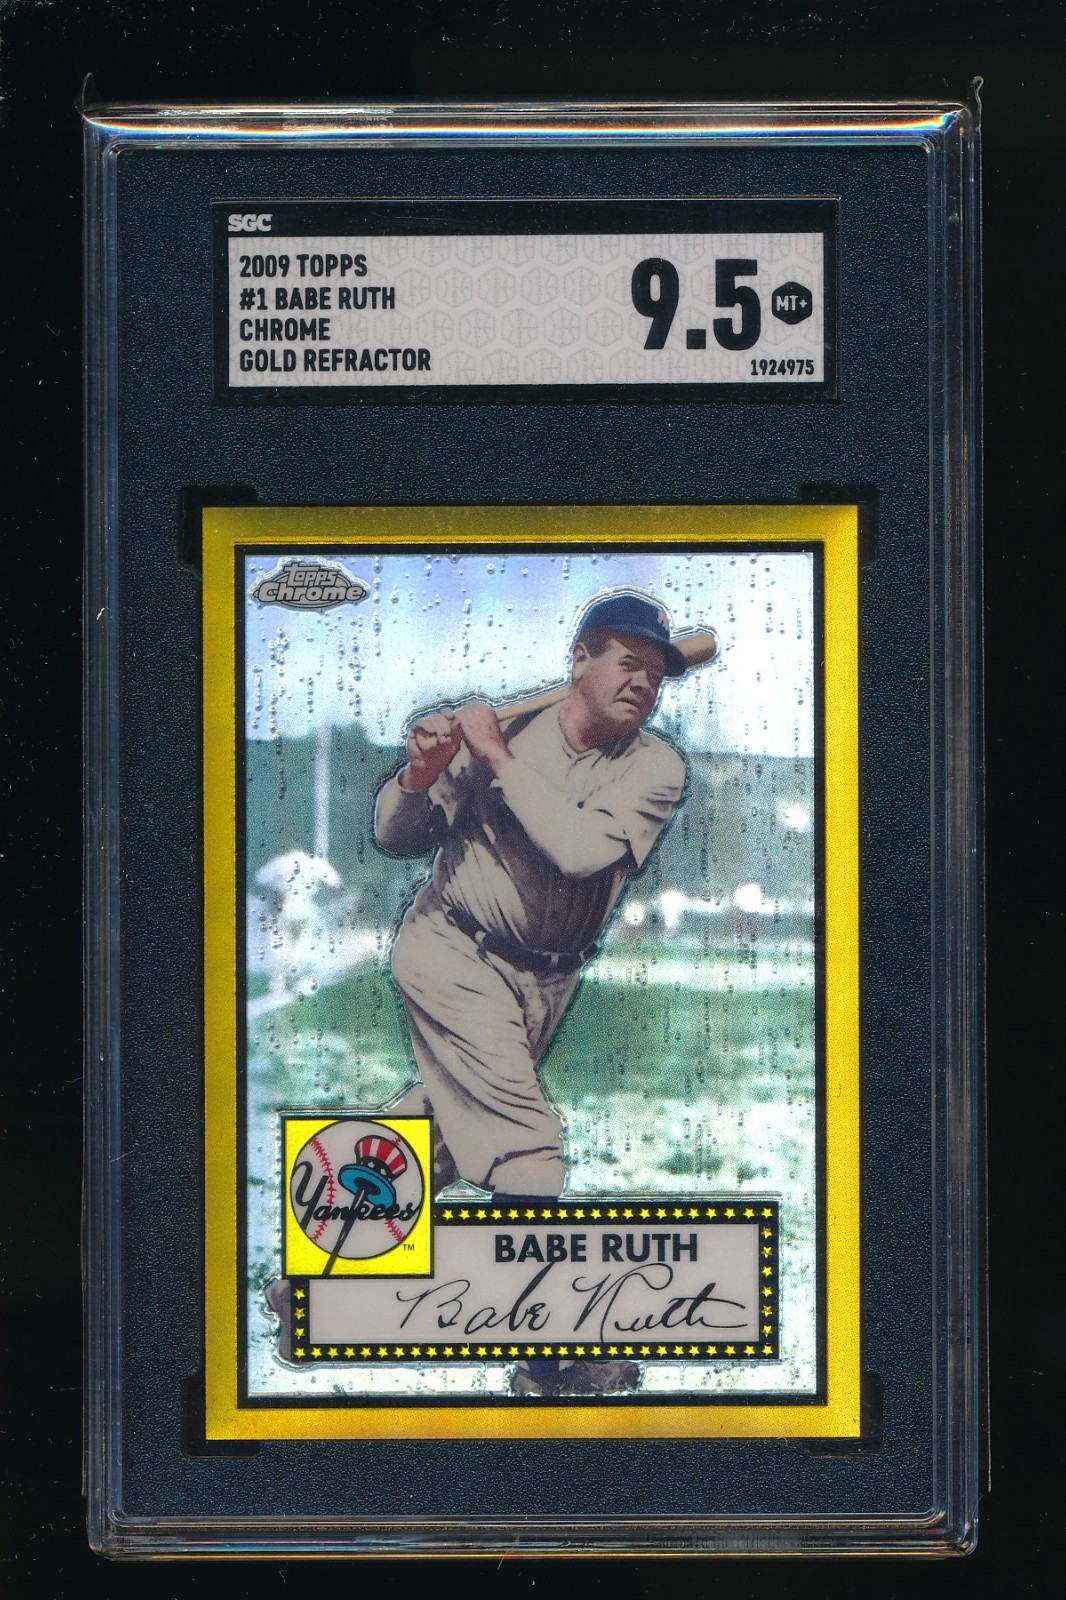 SGC
2009 TOPPS
#1 BABE RUTH
CHROME
GOLD REFRACTOR
9.5 MT+
1924975
TOPPS
Chrome
Yankees
TM
BABE RUTH
Babe Ruth